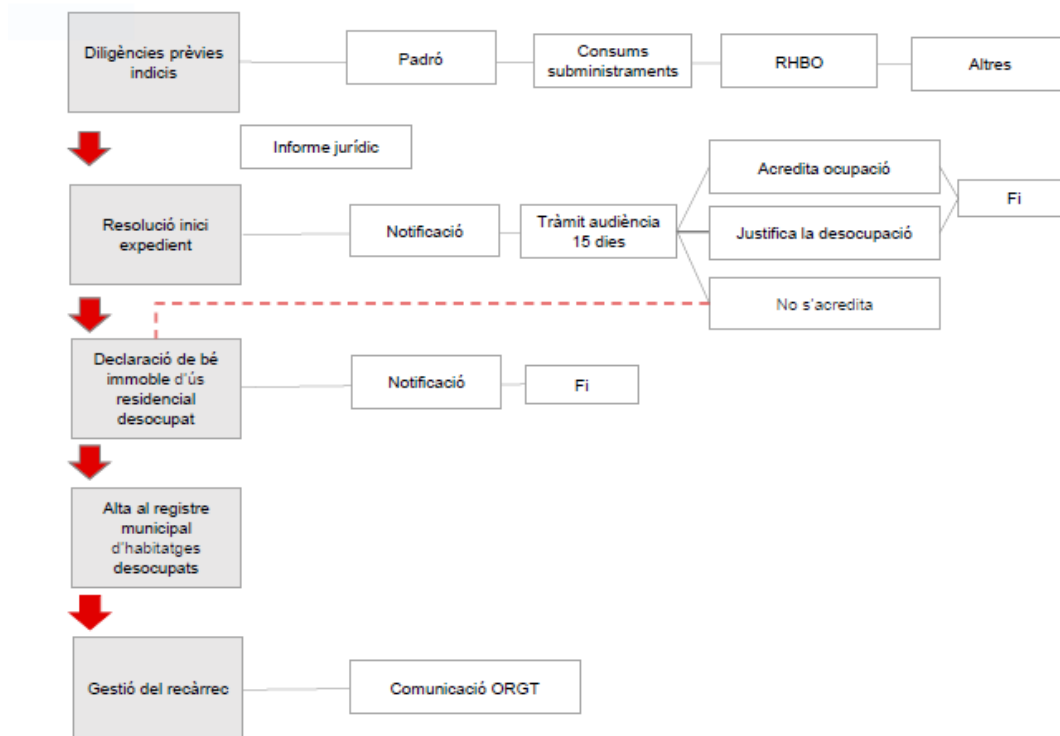 Diligències prèvies
indicis
Padró
Consums
subministraments
RHBO
Altres
Informe jurídic
Resolució inici
expedient
Notificació
Tràmit audiència
15 dies
Acredita ocupació
Justifica la desocupació
No s'acredita
Fi
Declaració de bé
immoble d'ús
residencial
desocupat
Notificació
Fi
Alta al registre
municipal
d'habitatges
desocupats
Gestió del recàrrec
Comunicació ORGT